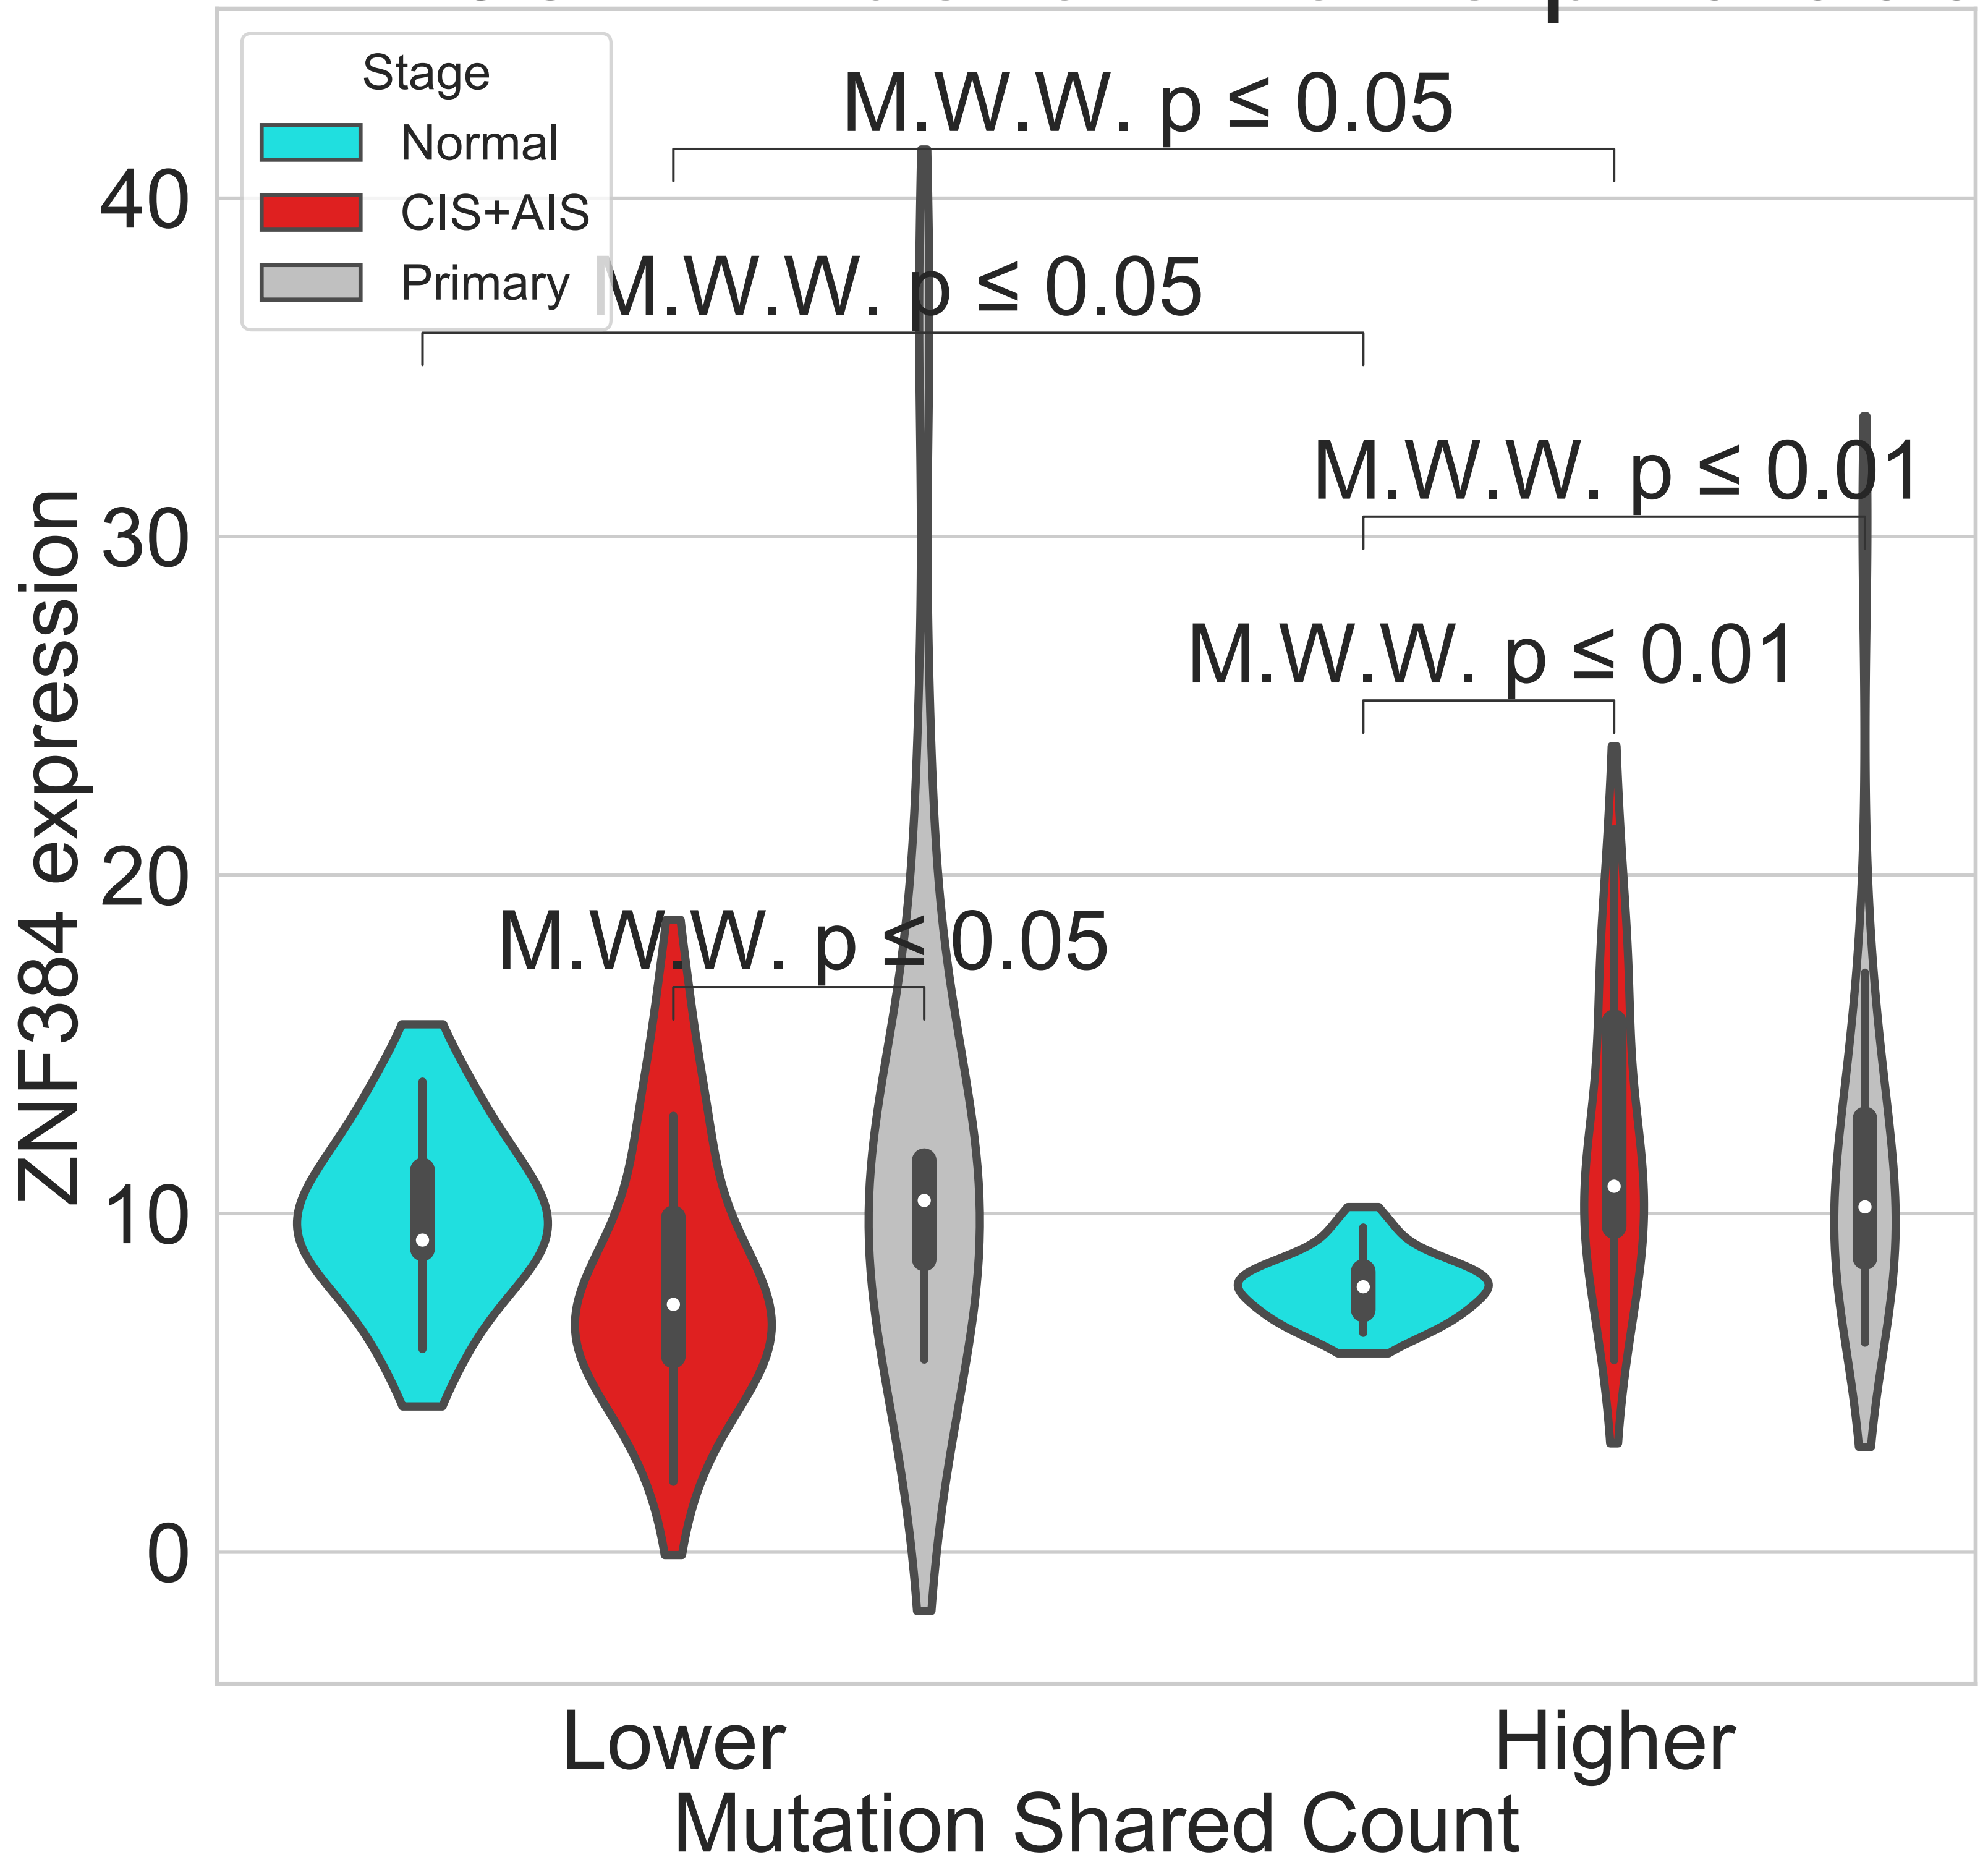 Stage
Normal
CIS+AIS
Primary
M.W.W. p ≤ 0.05
M.W.W. p ≤ 0.05
M.W.W. p ≤ 0.01
M.W.W. p ≤ 0.01
M.W.W. p ≤ 0.05
40
30
20
10
0
ZNF384 expression
Lower
Higher
Mutation Shared Count